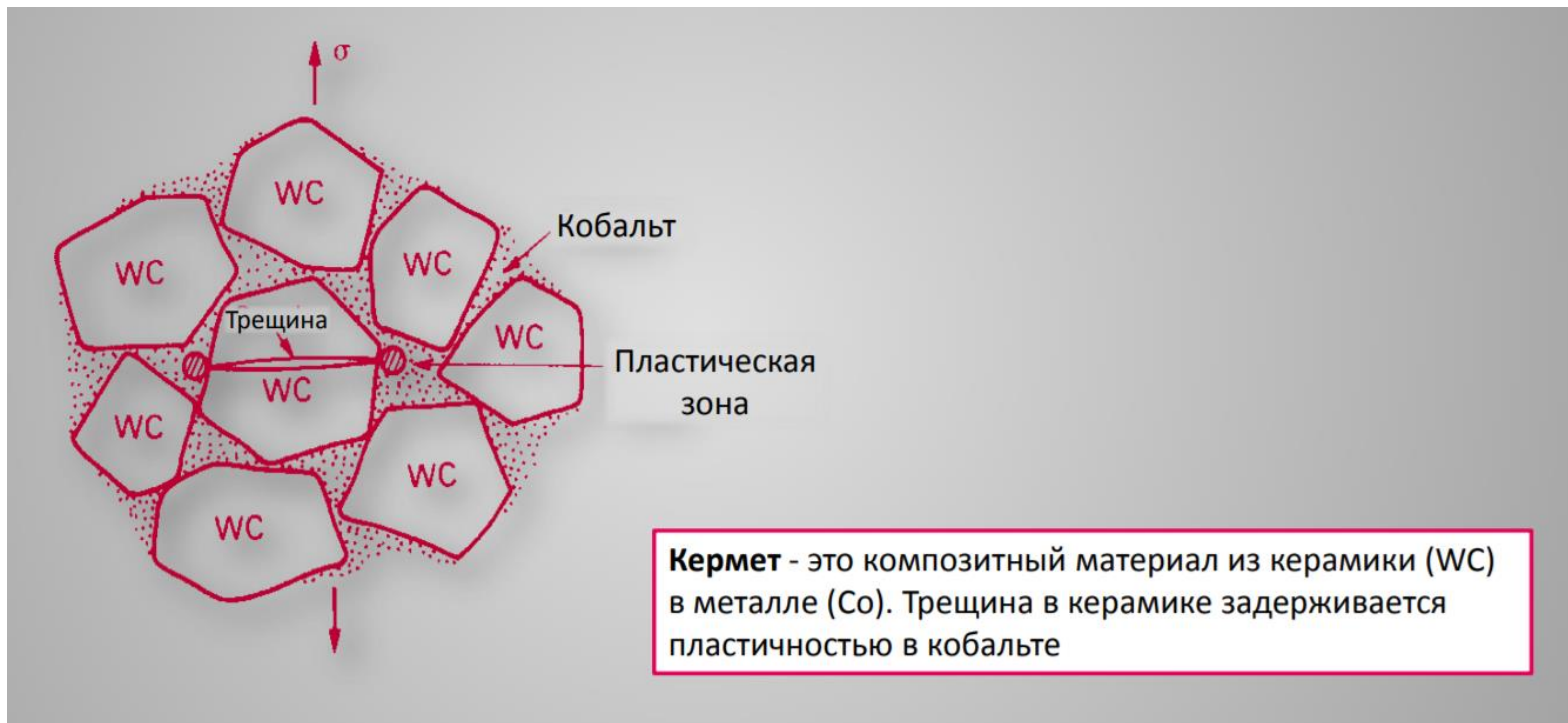 σ
WC
Кобальт
WC
WC
WC
Трещина
WC
Пластическая
зона
WC
WC
WC
WC
Кермет - это композитный материал из керамики (WC)
в металле (Co). Трещина в керамике задерживается
пластичностью в кобальте